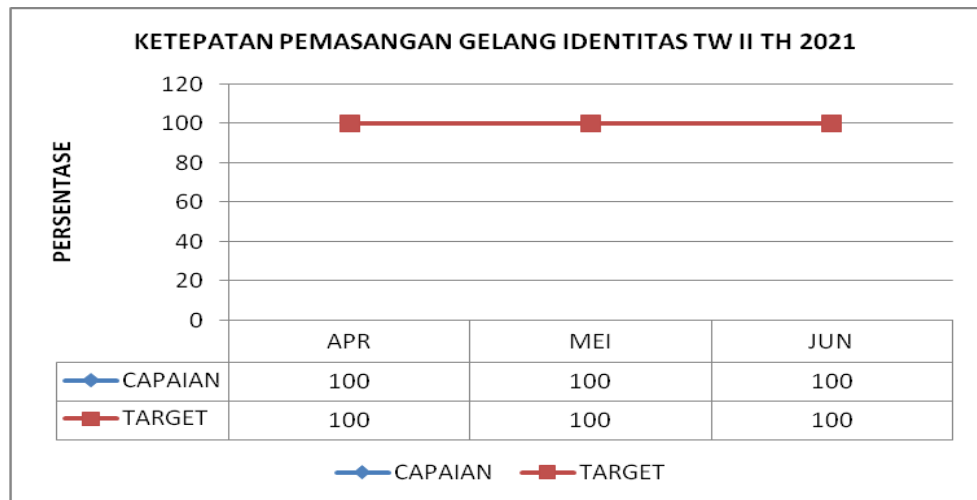 KETEPATAN PEMASANGAN GELANG IDENTITAS TW II TH 2021
PERSENTASE
120
100
80
60
40
20
0
APR MEI JUN
CAPAIAN 100 100 100
TARGET 100 100 100
CAPAIAN TARGET